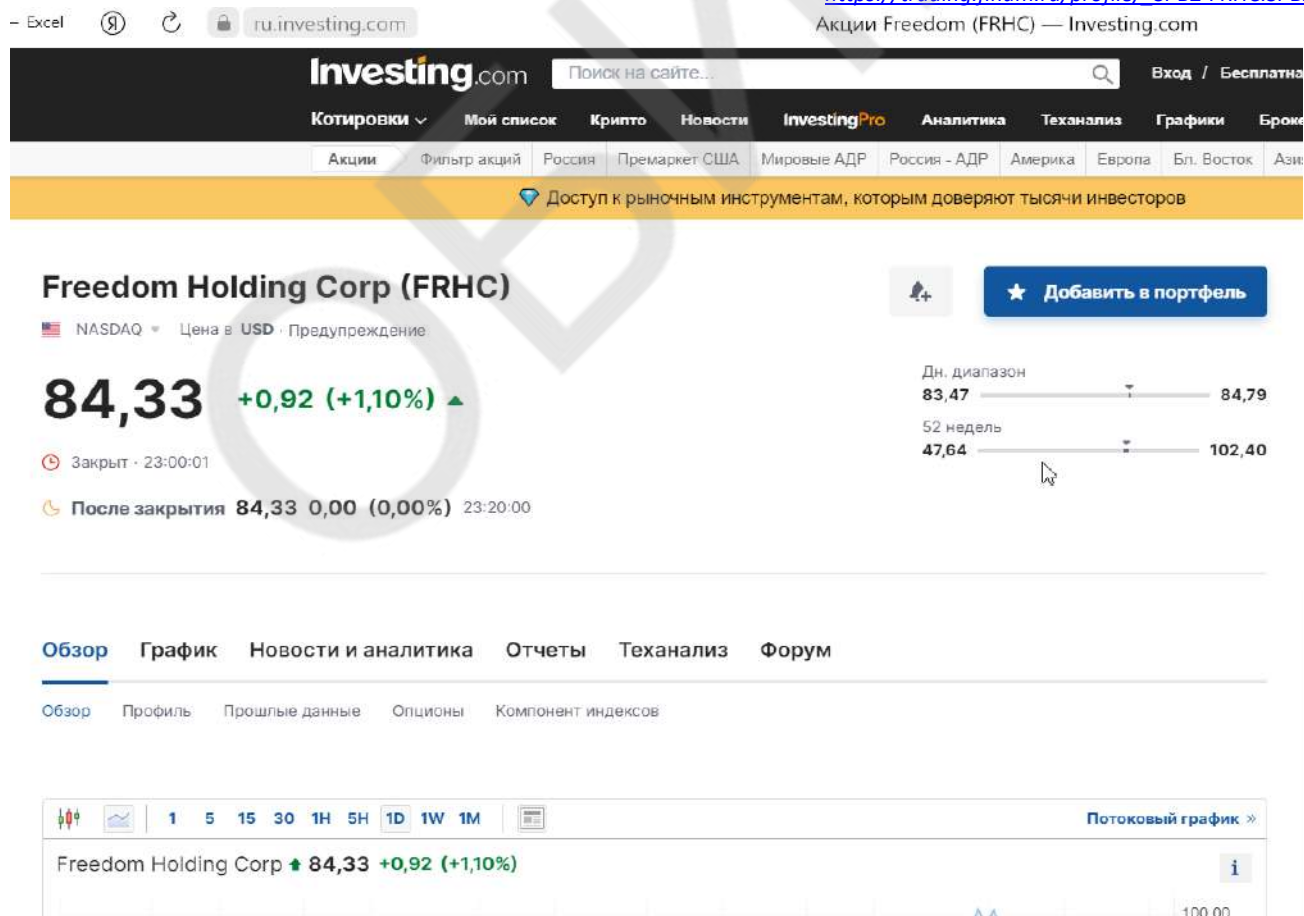 – Excel Я ru.investing.com Акции Freedom (FRHC) — Investing.com
Investing.com Поиск на сайте... Вход / Бесплатна
Котировки Мой список Крипто Новости InvestingPro Аналитика Теханализ Графики Броке
Акции Фильтр акций Россия Премаркет США Мировые АДР Россия - АДР Америка Европа Бл. Восток Ази
Доступ к рыночным инструментам, которым доверяют тысячи инвесторов
Freedom Holding Corp (FRHC)
★ Добавить в портфель
NASDAQ Цена в USD · Предупреждение
84,33 +0,92 (+1,10%)
Дн. диапазон
83,47 84,79
52 недель
47,64 102,40
Закрыт · 23:00:01
После закрытия 84,33 0,00 (0,00%) 23:20:00
Обзор График Новости и аналитика Отчеты Теханализ Форум
Обзор Профиль Прошлые данные Опционы Компонент индексов
1 5 15 30 1H 5H 1D 1W 1M Потоковый график »
Freedom Holding Corp 84,33 +0,92 (+1,10%) i
100,00